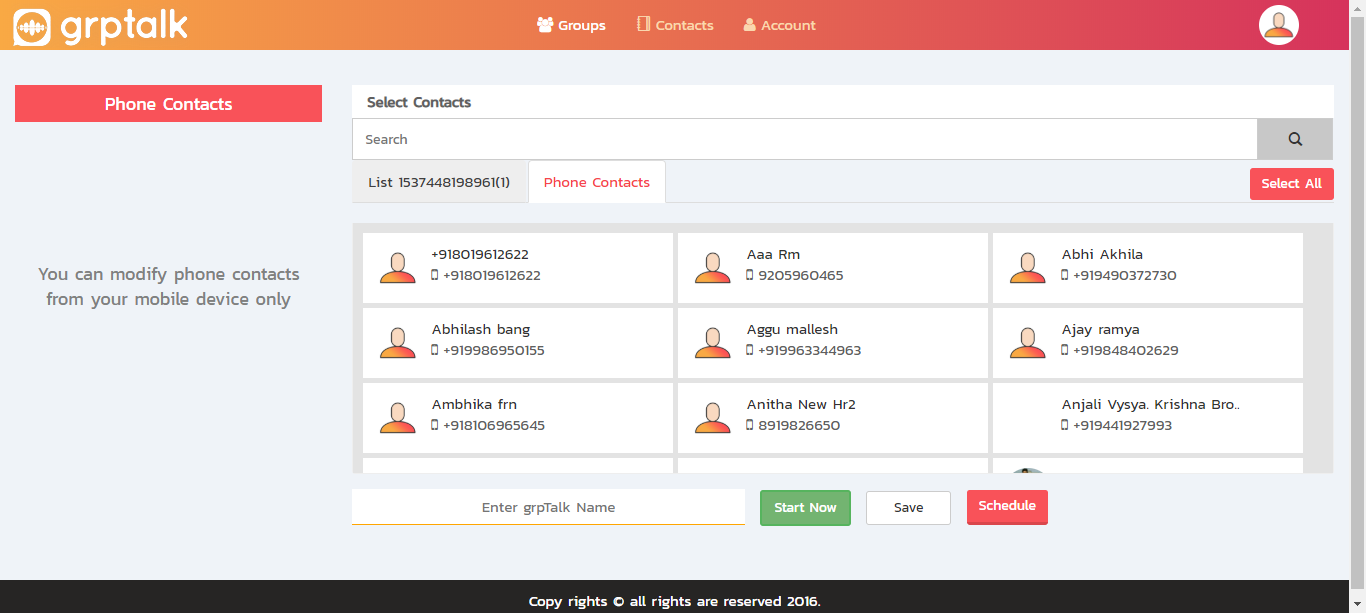 grptalk
Groups
Contacts
Account
Phone Contacts
You can modify phone contacts
from your mobile device only
Select Contacts
Search
List 1537448198961(1)
Phone Contacts
Select All
+918019612622
+918019612622
Aaa Rm
9205960465
Abhi Akhila
+919490372730
Abhilash bang
+919986950155
Aggu mallesh
+919963344963
Ajay ramya
+919848402629
Ambhika frn
+918106965645
Anitha New Hr2
8919826650
Anjali Vysya. Krishna Bro..
+919441927993
Enter grpTalk Name
Start Now
Save
Schedule
Copy rights © all rights are reserved 2016.